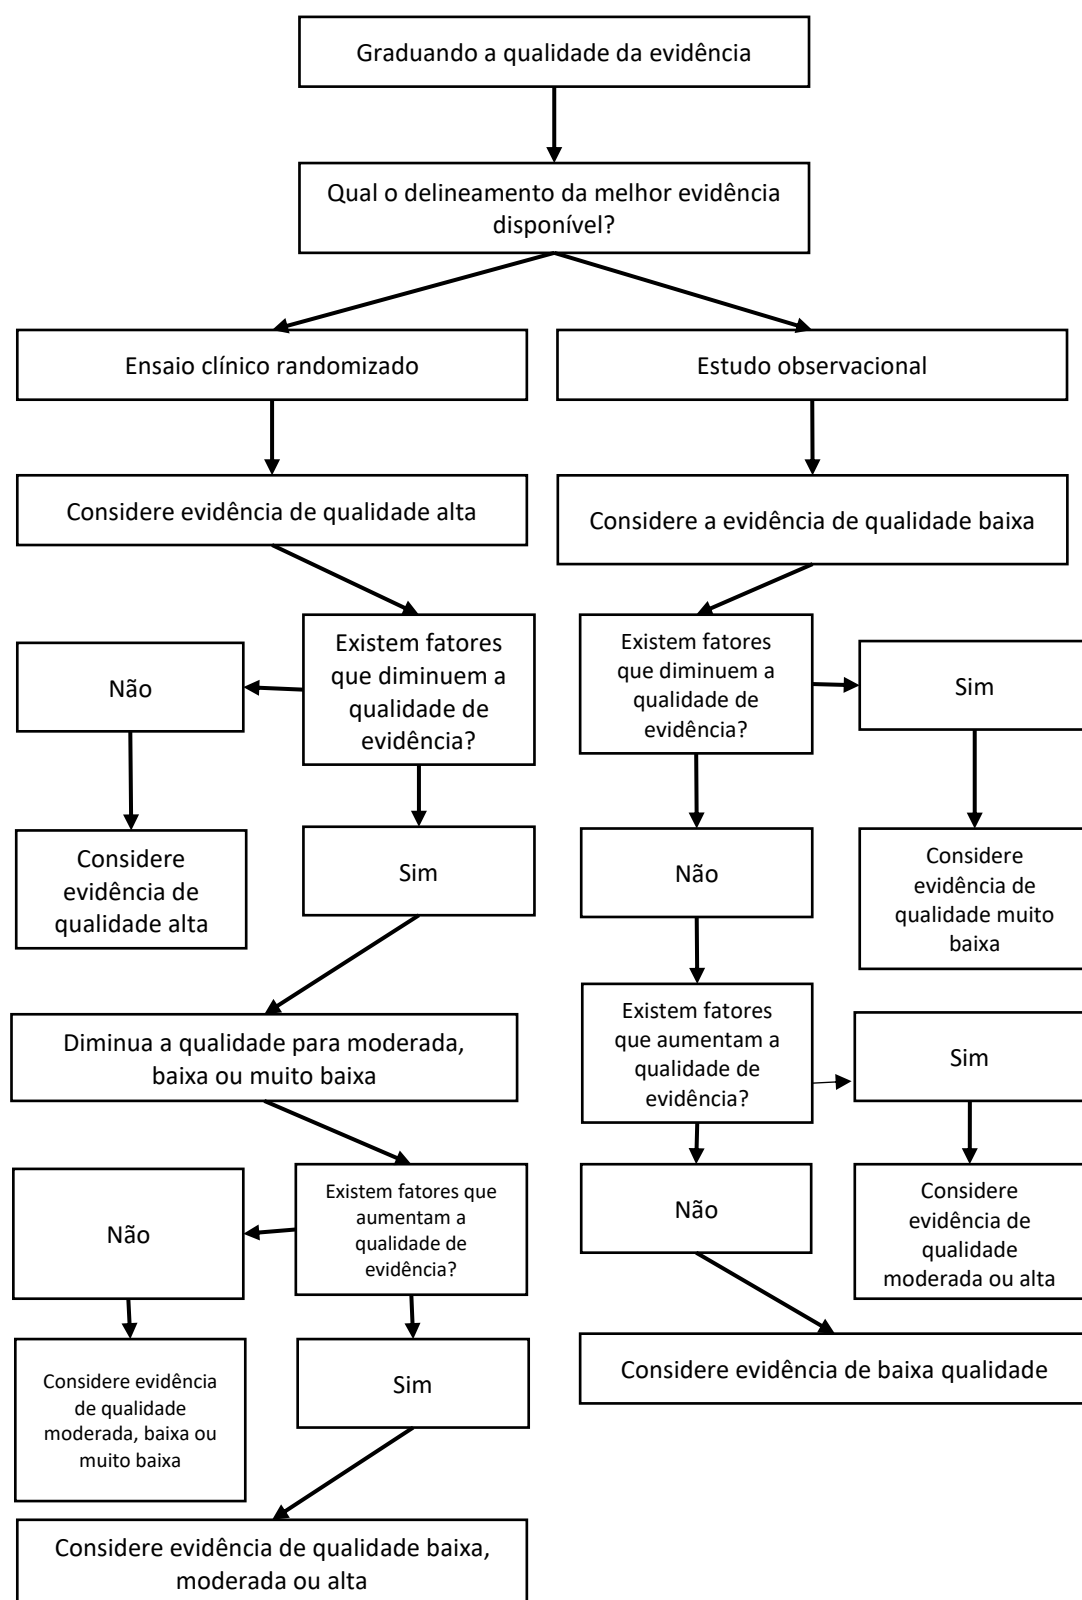 Graduando a qualidade da evidência
Qual o delineamento da melhor evidência
disponível?
Ensaio clínico randomizado
Estudo observacional
Considere evidência de qualidade alta
Considere a evidência de qualidade baixa
Existem fatores
que diminuem a
qualidade de
evidência?
Não
Existem fatores
que diminuem a
qualidade de
evidência?
Sim
Considere
evidência de
qualidade alta
Sim
Não
Considere
evidência de
qualidade muito
baixa
Diminua a qualidade para moderada,
baixa ou muito baixa
Existem fatores
que aumentam a
qualidade de
evidência?
Sim
Não
Existem fatores que
aumentam a
qualidade de
evidência?
Não
Considere
evidência de
qualidade
moderada ou alta
Considere evidência
de qualidade
moderada, baixa ou
muito baixa
Sim
Considere evidência de baixa qualidade
Considere evidência de qualidade baixa,
moderada ou alta